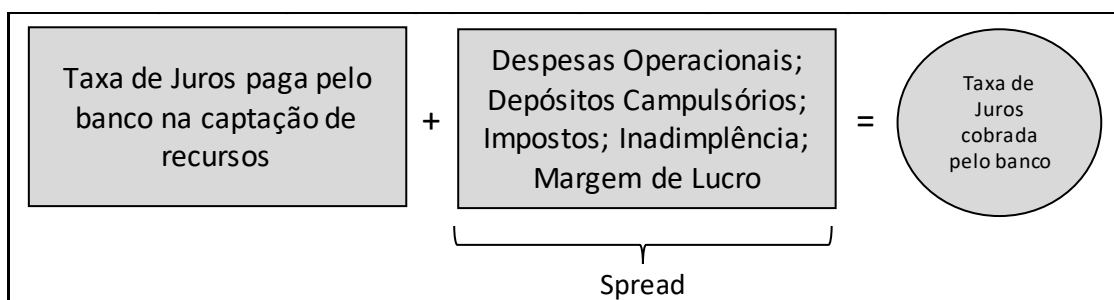 Taxa de Juros paga pelo
banco na captação de
recursos
+
Despesas Operacionais;
Depósitos Campulsórios;
Impostos; Inadimplência;
Margem de Lucro
=
Taxa de
Juros
cobrada
pelo banco
Spread